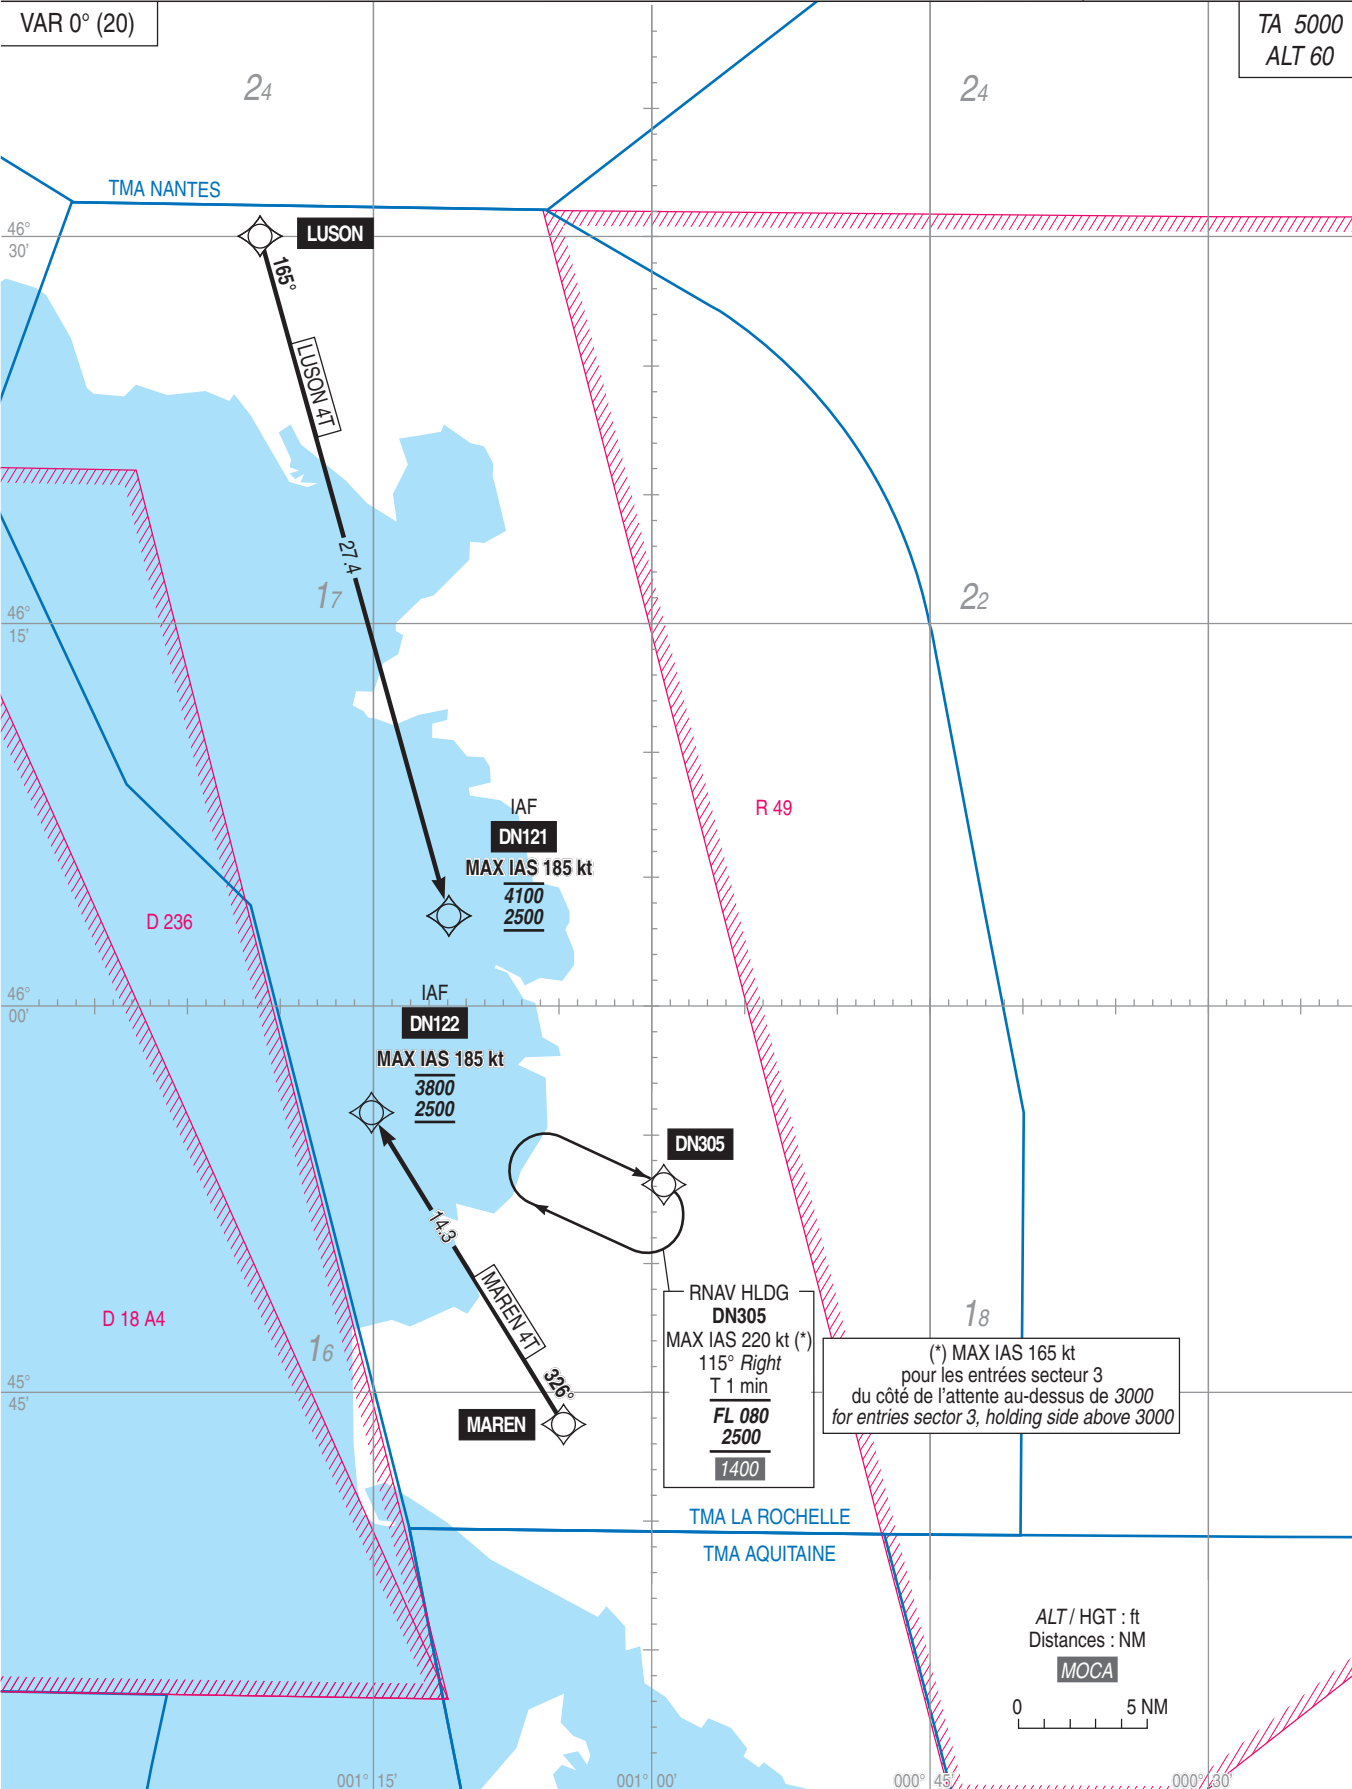 VAR 0° (20)
TA 5000
ALT 60
24
24
TMA NANTES
46°
30'
LUSON
165°
LUSON 4T
27.4
17
22
46°
15'
IAF
DN121
MAX IAS 185 kt
4100
2500
R 49
D 236
46°
00'
IAF
DN122
MAX IAS 185 kt
3800
2500
DN305
14.3
MAREN 4T
326°
MAREN
D 18 A4
16
18
RNAV HLDG
DN305
MAX IAS 220 kt (*)
115° Right
T 1 min
FL 080
2500
1400
(*) MAX IAS 165 kt
pour les entrées secteur 3
du côté de l'attente au-dessus de 3000
for entries sector 3, holding side above 3000
45°
45'
TMA LA ROCHELLE
TMA AQUITAINE
ALT / HGT : ft
Distances : NM
MOCA
0 5 NM
001° 15'
001° 00'
000° 45'
000° 30'